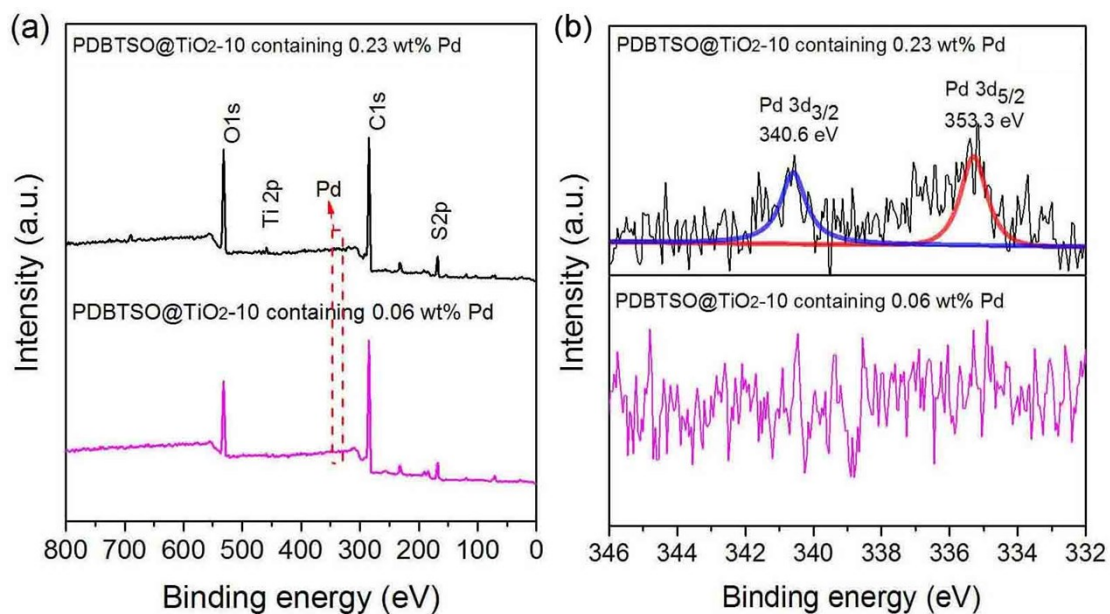 (a)
PDBTSO@TiO2-10 containing 0.23 wt% Pd
O1s
Ti 2p
Pd
C1s
S2p
PDBTSO@TiO2-10 containing 0.06 wt% Pd
Intensity (a.u.)
800 700 600 500 400 300 200 100 0
Binding energy (eV)
(b)
PDBTSO@TiO2-10 containing 0.23 wt% Pd
Pd 3d3/2
340.6 eV
Pd 3d5/2
353.3 eV
PDBTSO@TiO2-10 containing 0.06 wt% Pd
Intensity (a.u.)
346 344 342 340 338 336 334 332
Binding energy (eV)